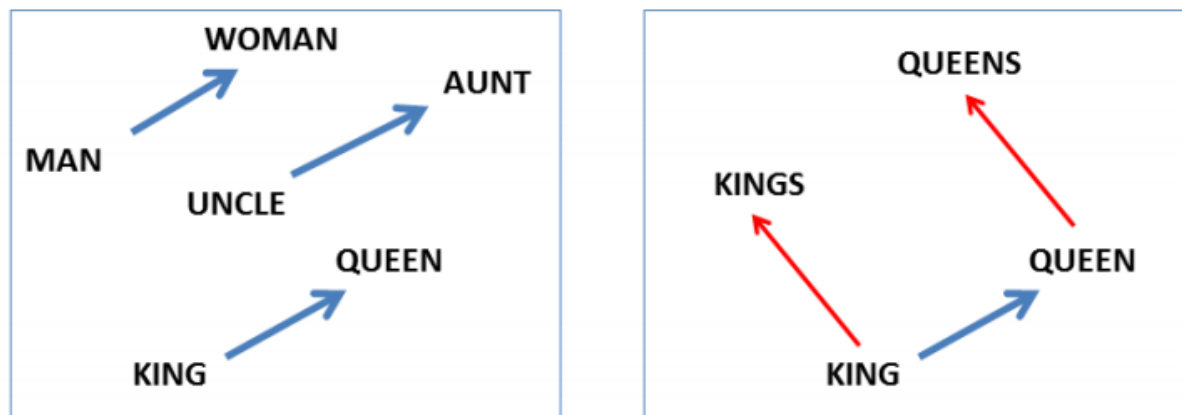 WOMAN
AUNT
MAN
UNCLE
QUEEN
KING
QUEENS
KINGS
QUEEN
KING